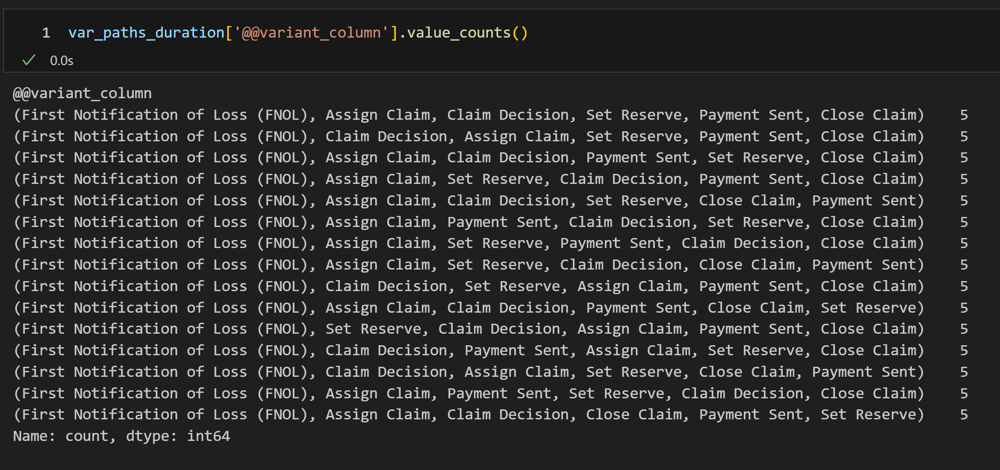 1 var_paths_duration['@@variant_column'].value_counts()
0.0s
@@variant_column
(First Notification of Loss (FNOL), Assign Claim, Claim Decision, Set Reserve, Payment Sent, Close Claim) 5
(First Notification of Loss (FNOL), Claim Decision, Assign Claim, Set Reserve, Payment Sent, Close Claim) 5
(First Notification of Loss (FNOL), Assign Claim, Claim Decision, Payment Sent, Set Reserve, Close Claim) 5
(First Notification of Loss (FNOL), Assign Claim, Set Reserve, Claim Decision, Payment Sent, Close Claim) 5
(First Notification of Loss (FNOL), Assign Claim, Claim Decision, Set Reserve, Close Claim, Payment Sent) 5
(First Notification of Loss (FNOL), Assign Claim, Payment Sent, Claim Decision, Set Reserve, Close Claim) 5
(First Notification of Loss (FNOL), Assign Claim, Set Reserve, Payment Sent, Claim Decision, Close Claim) 5
(First Notification of Loss (FNOL), Assign Claim, Set Reserve, Claim Decision, Close Claim, Payment Sent) 5
(First Notification of Loss (FNOL), Claim Decision, Set Reserve, Assign Claim, Payment Sent, Close Claim) 5
(First Notification of Loss (FNOL), Assign Claim, Claim Decision, Payment Sent, Close Claim, Set Reserve) 5
(First Notification of Loss (FNOL), Set Reserve, Claim Decision, Assign Claim, Payment Sent, Close Claim) 5
(First Notification of Loss (FNOL), Claim Decision, Payment Sent, Assign Claim, Set Reserve, Close Claim) 5
(First Notification of Loss (FNOL), Claim Decision, Assign Claim, Set Reserve, Close Claim, Payment Sent) 5
(First Notification of Loss (FNOL), Assign Claim, Payment Sent, Set Reserve, Claim Decision, Close Claim) 5
(First Notification of Loss (FNOL), Assign Claim, Claim Decision, Close Claim, Payment Sent, Set Reserve) 5
Name: count, dtype: int64